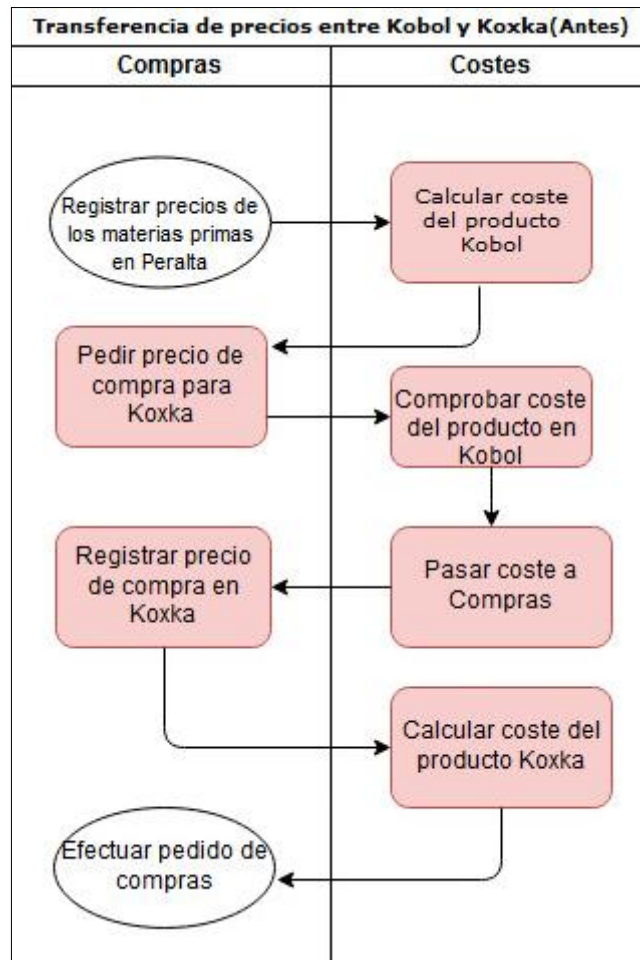 Transferencia de precios entre Kobol y Koxka(Antes)
Compras
Costes
Registrar precios de
los materias primas
en Peralta
Calcular coste
del producto
Kobol
Pedir precio de
compra para
Koxka
Comprobar coste
del producto en
Kobol
Registrar precio
de compra en
Koxka
Pasar coste a
Compras
Calcular coste del
producto Koxka
Efectuar pedido de
compras